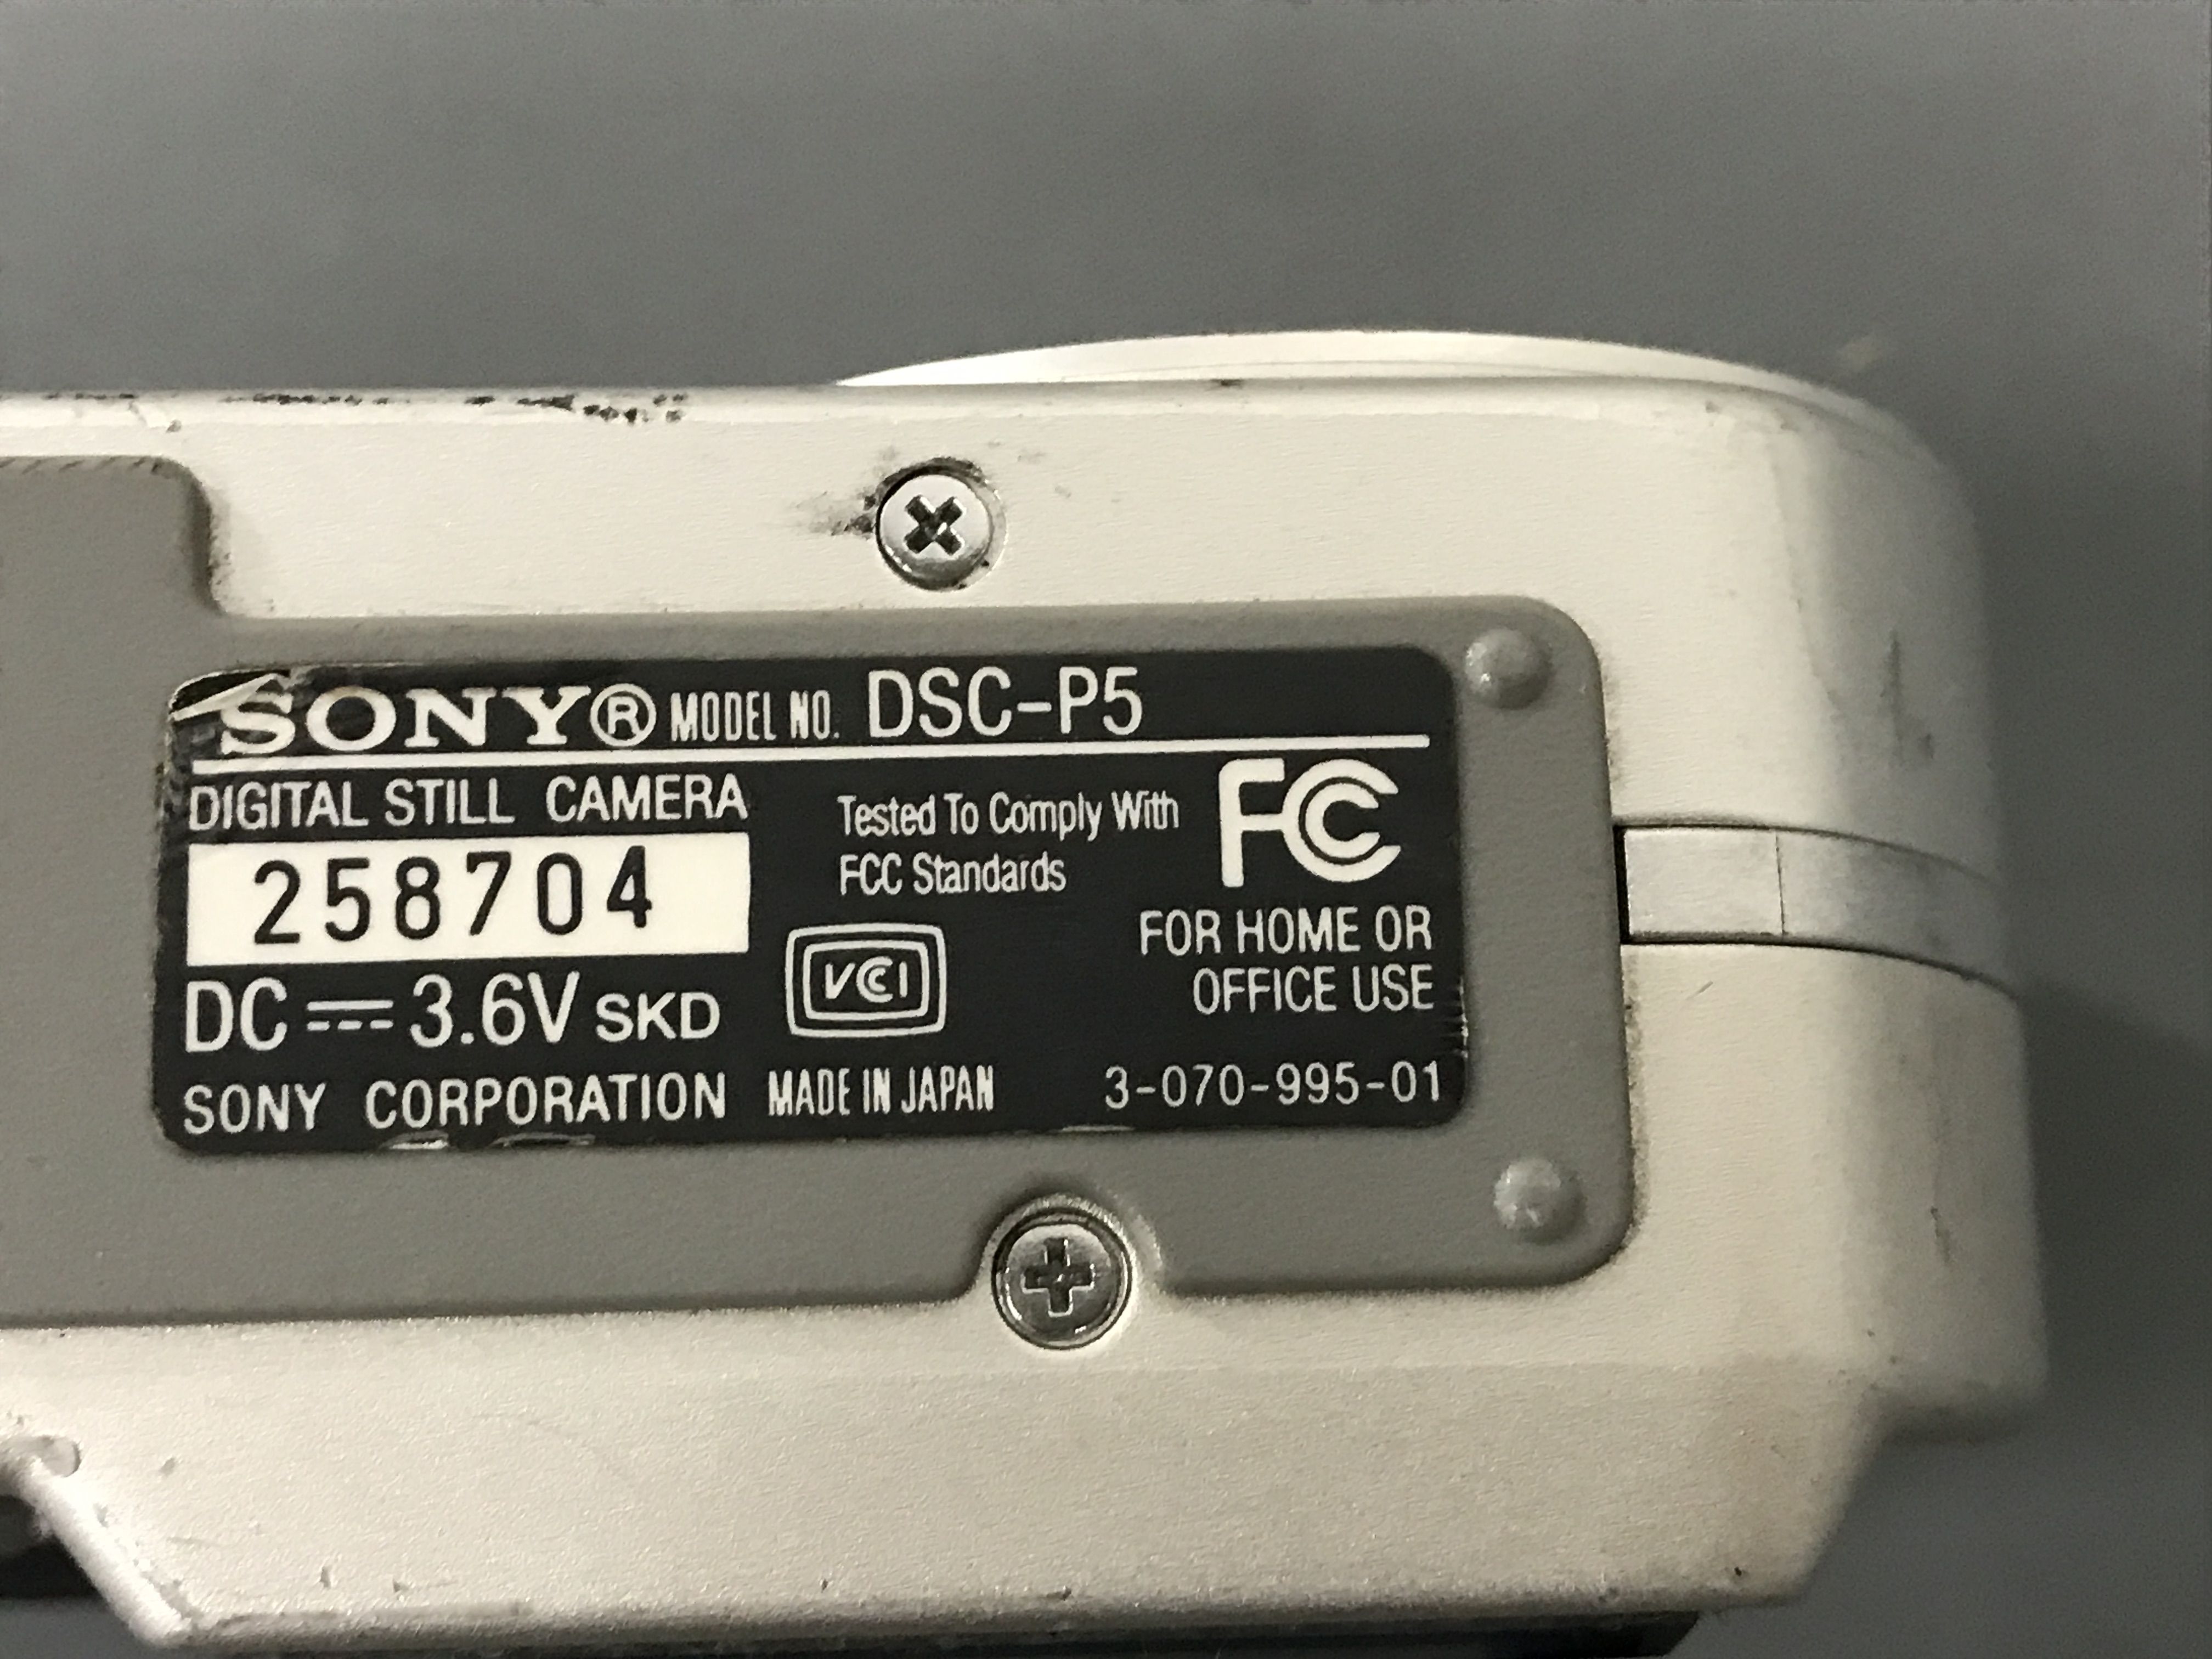 SONY® MODEL NO. DSC-P5
DIGITAL STILL CAMERA
258704
DC 3.6V SKD
SONY CORPORATION MADE IN JAPAN
Tested To Comply With
FCC Standards
FC
VCCI
FOR HOME OR
OFFICE USE
3-070-995-01